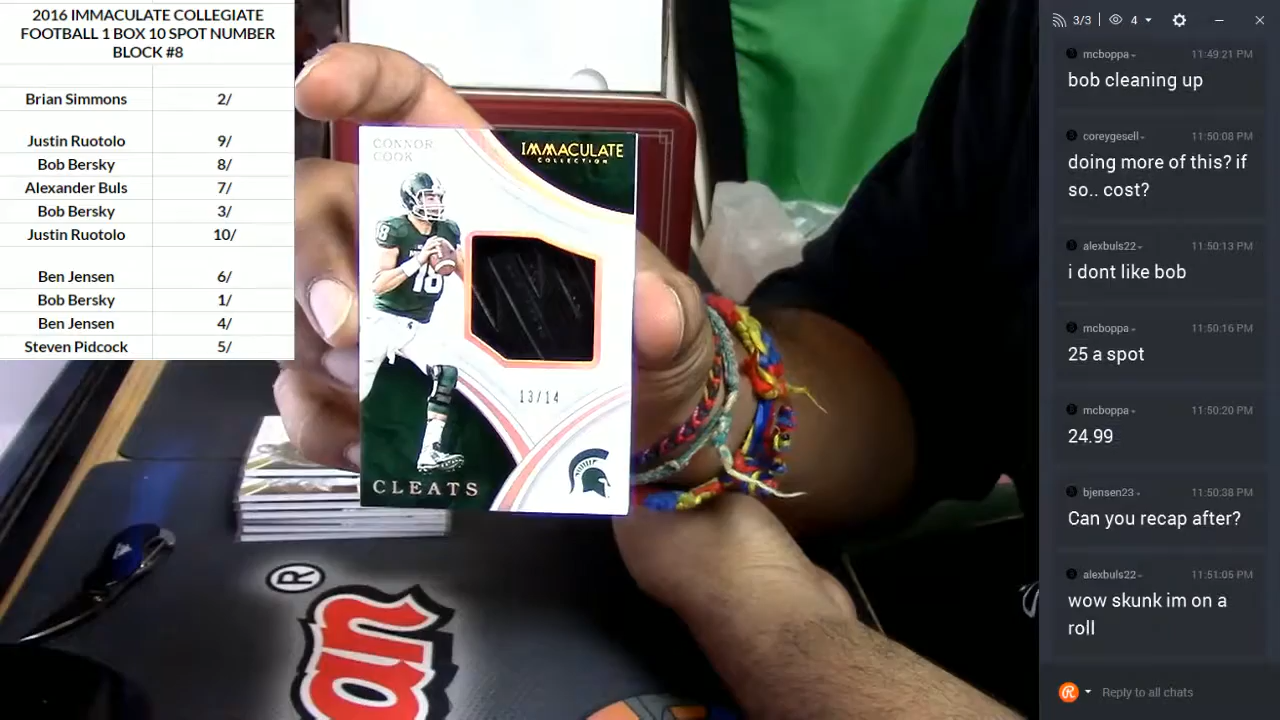 2016 IMMACULATE COLLEGIATE
FOOTBALL 1 BOX 10 SPOT NUMBER
BLOCK #8
Brian Simmons 2/
Justin Ruotolo 9/
Bob Bersky 8/
Alexander Buls 7/
Bob Bersky 3/
Justin Ruotolo 10/
Ben Jensen 6/
Bob Bersky 1/
Ben Jensen 4/
Steven Pidcock 5/
CONNOR
COOK
IMMACULATE
COLLECTION
18
13/14
CLEATS
®
an
3/3 4
mcboppa 11:49:21 PM
bob cleaning up
coreygesell 11:50:08 PM
doing more of this? if
so.. cost?
alexbuls22 11:50:13 PM
i dont like bob
mcboppa 11:50:16 PM
25 a spot
mcboppa 11:50:20 PM
24.99
bjensen23 11:50:38 PM
Can you recap after?
alexbuls22 11:51:05 PM
wow skunk im on a
roll
Reply to all chats